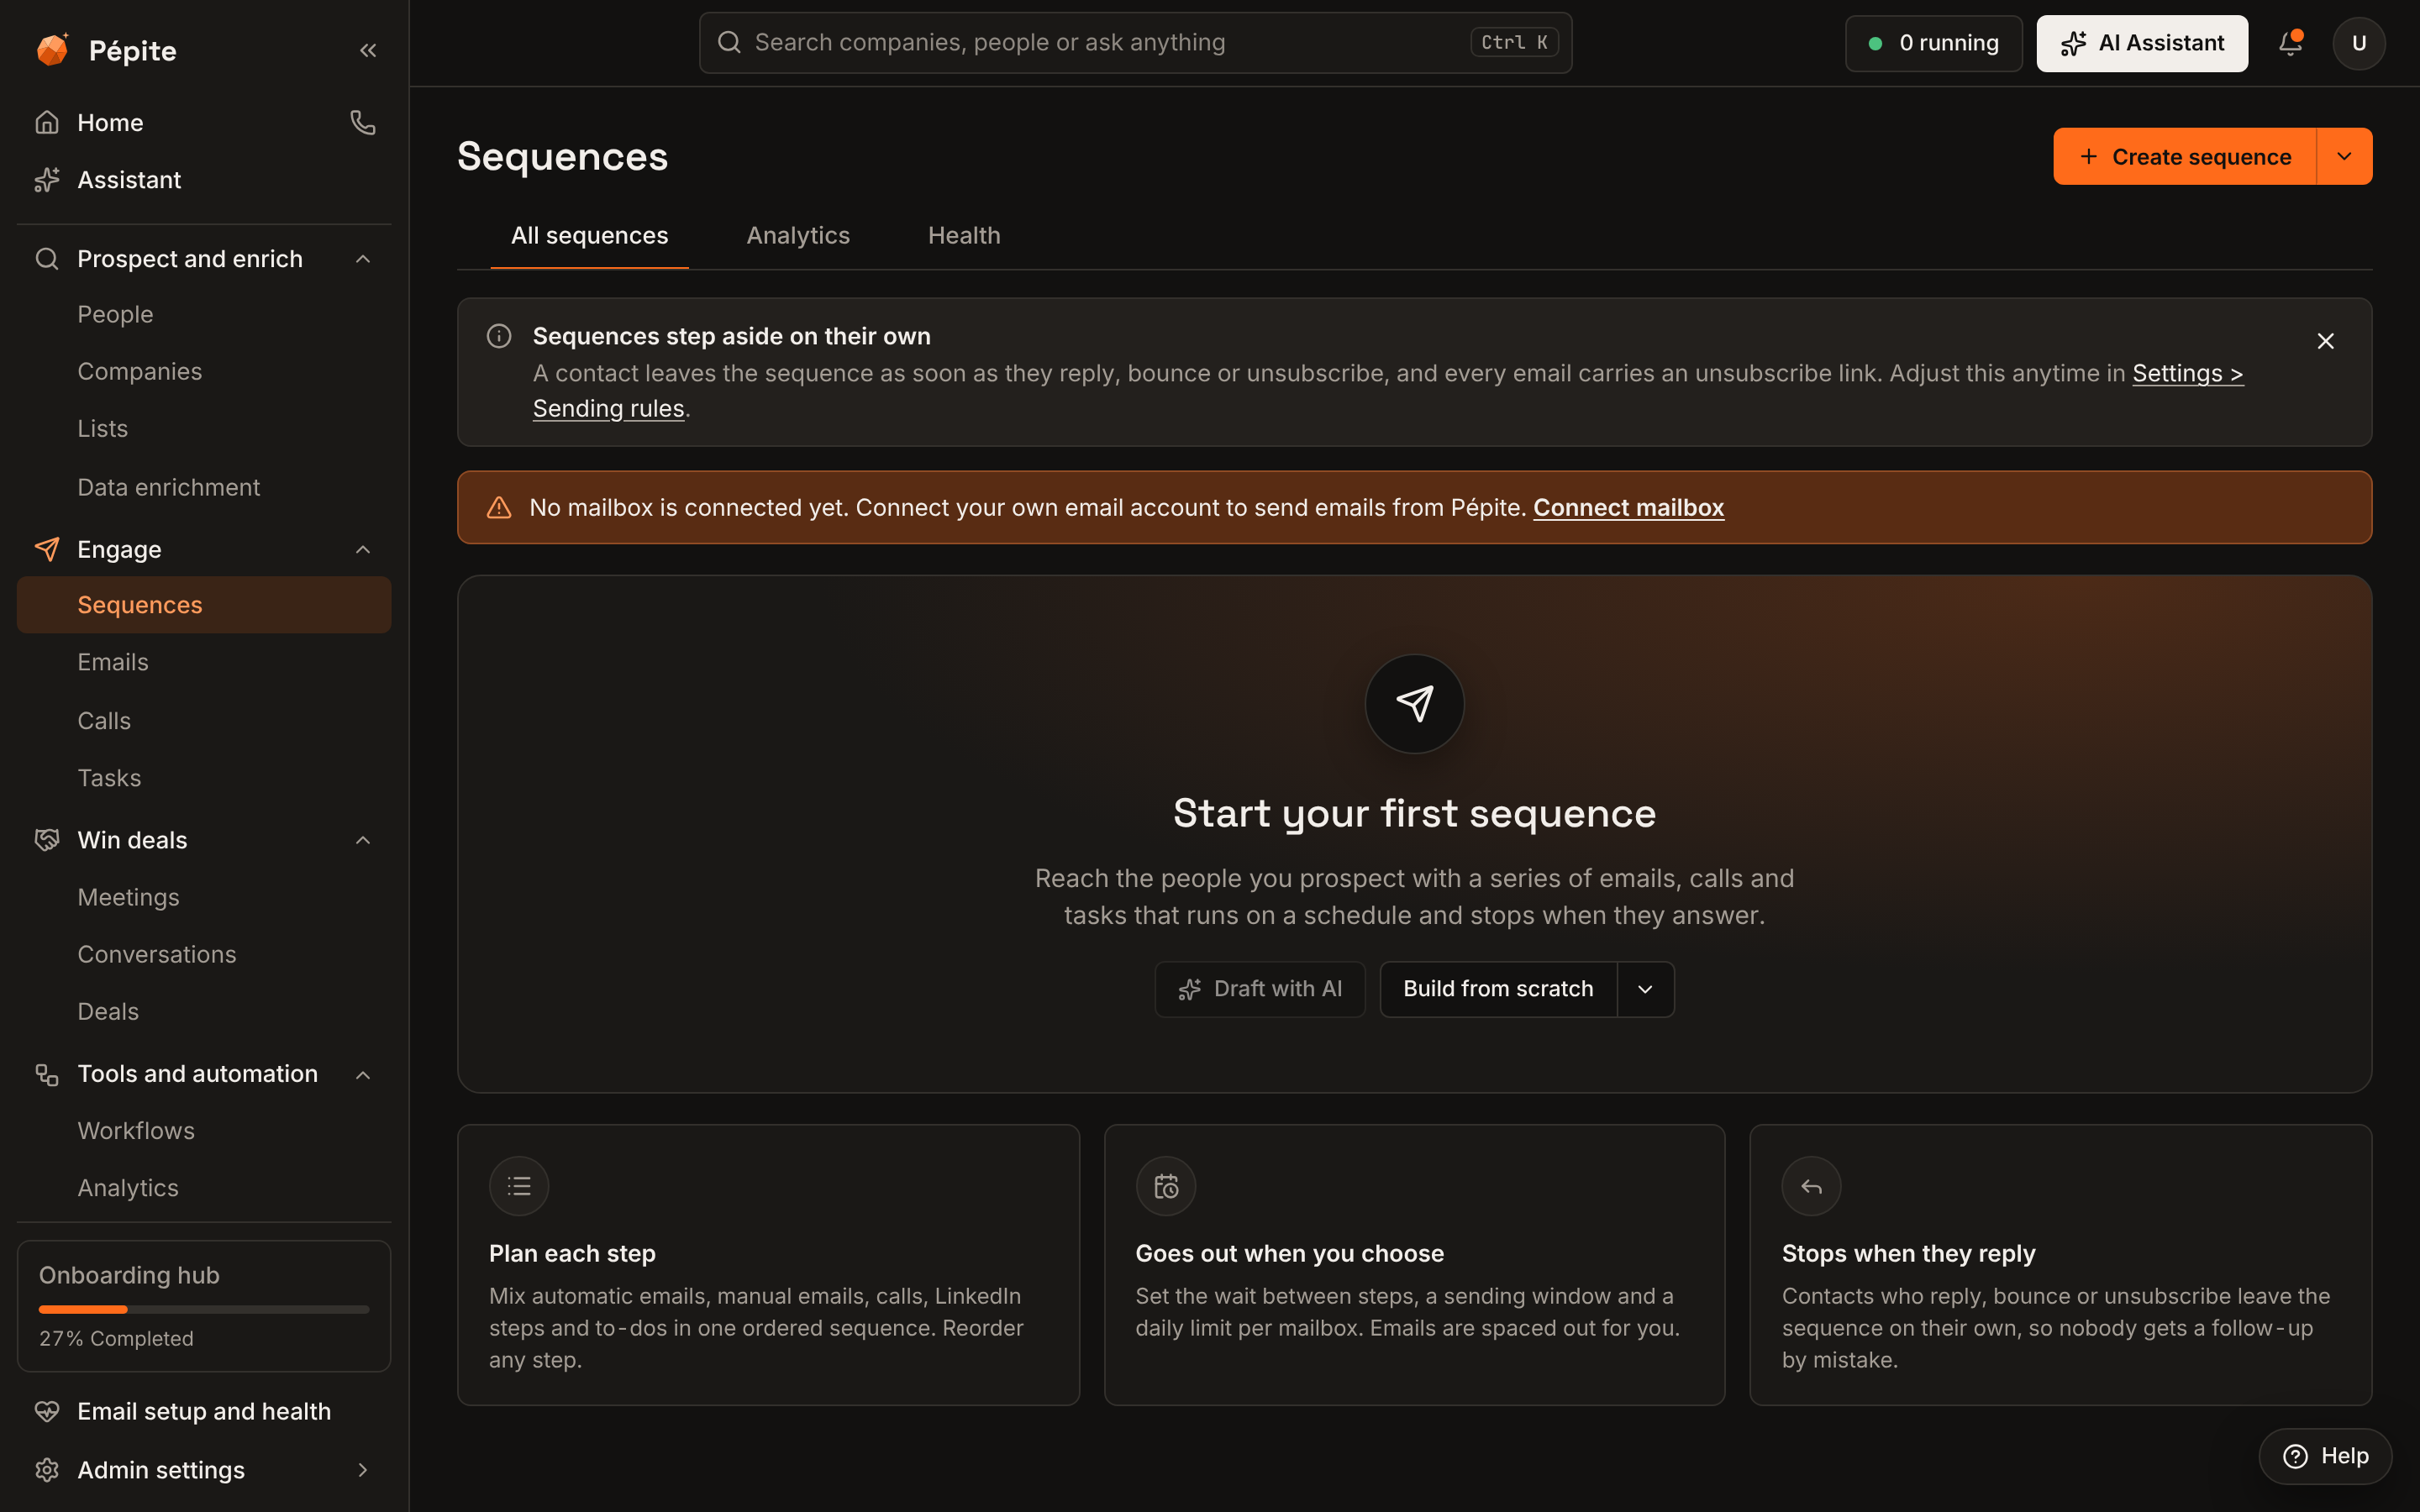 Pépite
Search companies, people or ask anything
Ctrl K
0 running
AI Assistant
U
Home
Assistant
Prospect and enrich
People
Companies
Lists
Data enrichment
Engage
Sequences
Emails
Calls
Tasks
Win deals
Meetings
Conversations
Deals
Tools and automation
Workflows
Analytics
Onboarding hub
27% Completed
Email setup and health
Admin settings
Sequences
Create sequence
All sequences
Analytics
Health
Sequences step aside on their own
A contact leaves the sequence as soon as they reply, bounce or unsubscribe, and every email carries an unsubscribe link. Adjust this anytime in Settings >
Sending rules.
No mailbox is connected yet. Connect your own email account to send emails from Pépite. Connect mailbox
Start your first sequence
Reach the people you prospect with a series of emails, calls and
tasks that runs on a schedule and stops when they answer.
Draft with AI
Build from scratch
Plan each step
Mix automatic emails, manual emails, calls, LinkedIn
steps and to-dos in one ordered sequence. Reorder
any step.
Goes out when you choose
Set the wait between steps, a sending window and a
daily limit per mailbox. Emails are spaced out for you.
Stops when they reply
Contacts who reply, bounce or unsubscribe leave the
sequence on their own, so nobody gets a follow-up
by mistake.
Help